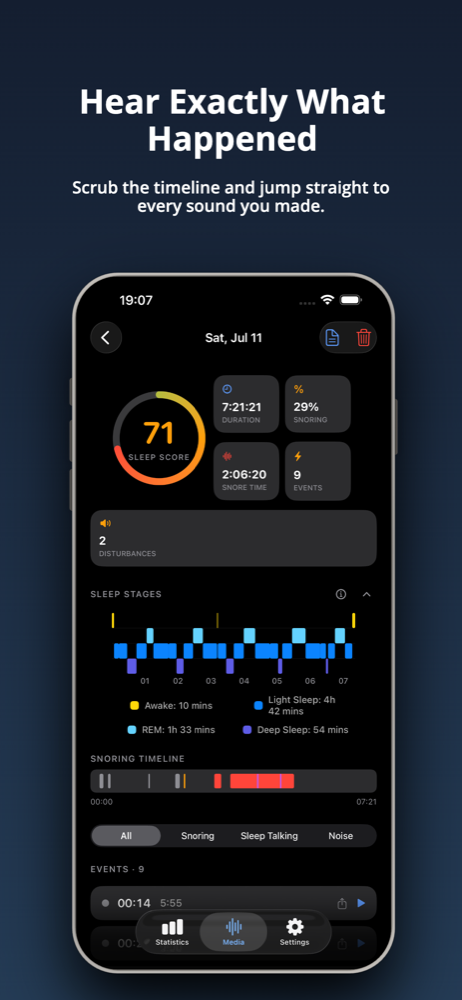 Hear Exactly What
Happened
Scrub the timeline and jump straight to
every sound you made.
19:07
Sat, Jul 11
71
SLEEP SCORE
7:21:21
DURATION
%
29%
SNORING
2:06:20
SNORE TIME
9
EVENTS
2
DISTURBANCES
SLEEP STAGES
01 02 03 04 05 06 07
Awake: 10 mins
Light Sleep: 4h
42 mins
REM: 1h 33 mins
Deep Sleep: 54 mins
SNORING TIMELINE
00:00 07:21
All Snoring Sleep Talking Noise
EVENTS · 9
00:14 5:55
Statistics Media Settings